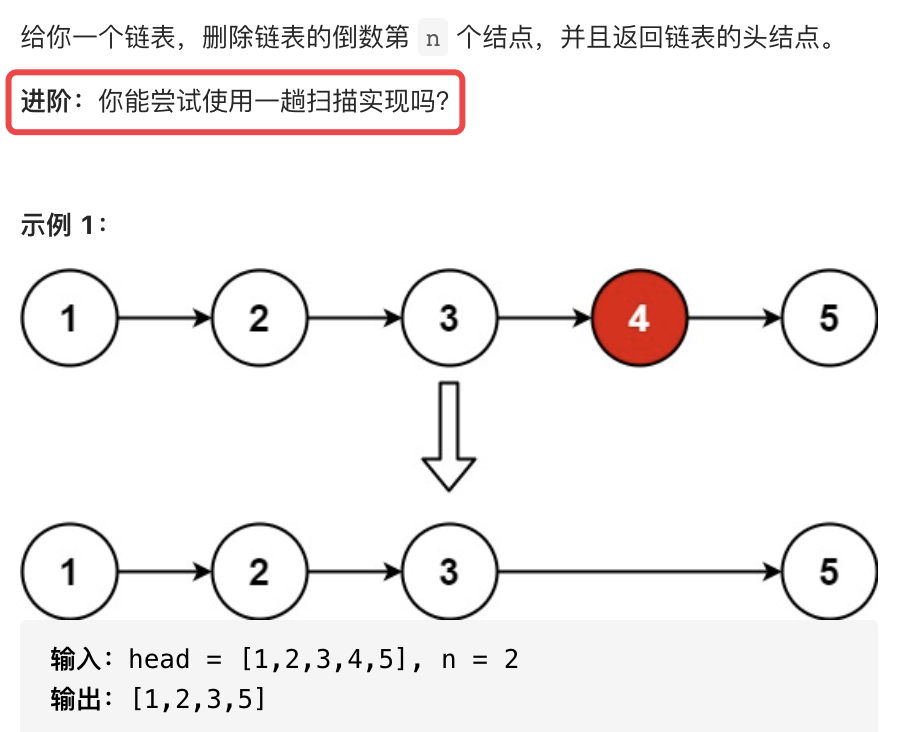 给你一个链表，删除链表的倒数第 n 个结点，并且返回链表的头结点。
进阶：你能尝试使用一趟扫描实现吗？
示例 1：
1 2 3 4 5
1 2 3 5
输入：head = [1,2,3,4,5], n = 2
输出：[1,2,3,5]